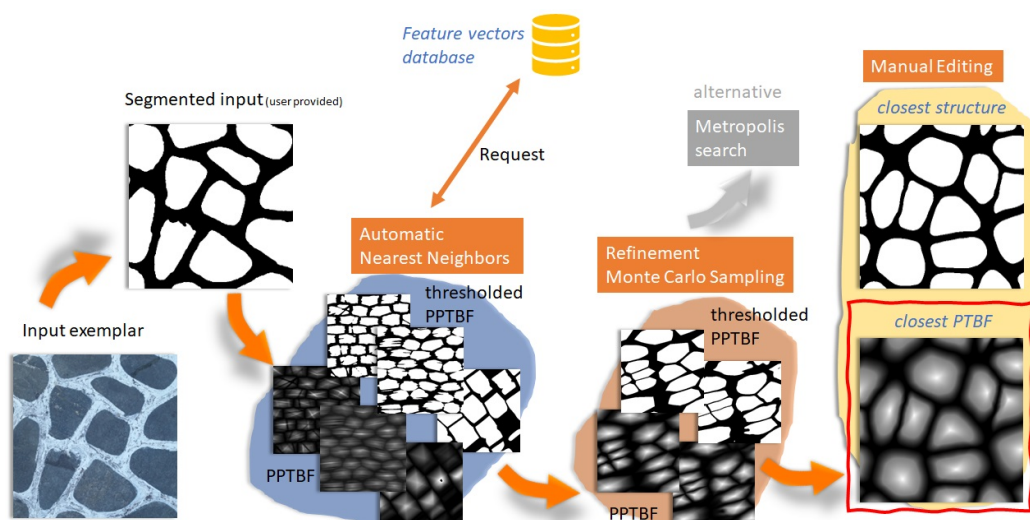 Feature vectors
database
Manual Editing
Segmented input (user provided)
alternative
closest structure
Metropolis
search
Request
Automatic
Nearest Neighbors
Refinement
Monte Carlo Sampling
thresholded
PPTBF
thresholded
PPTBF
Input exemplar
closest PTBF
PPTBF
PPTBF